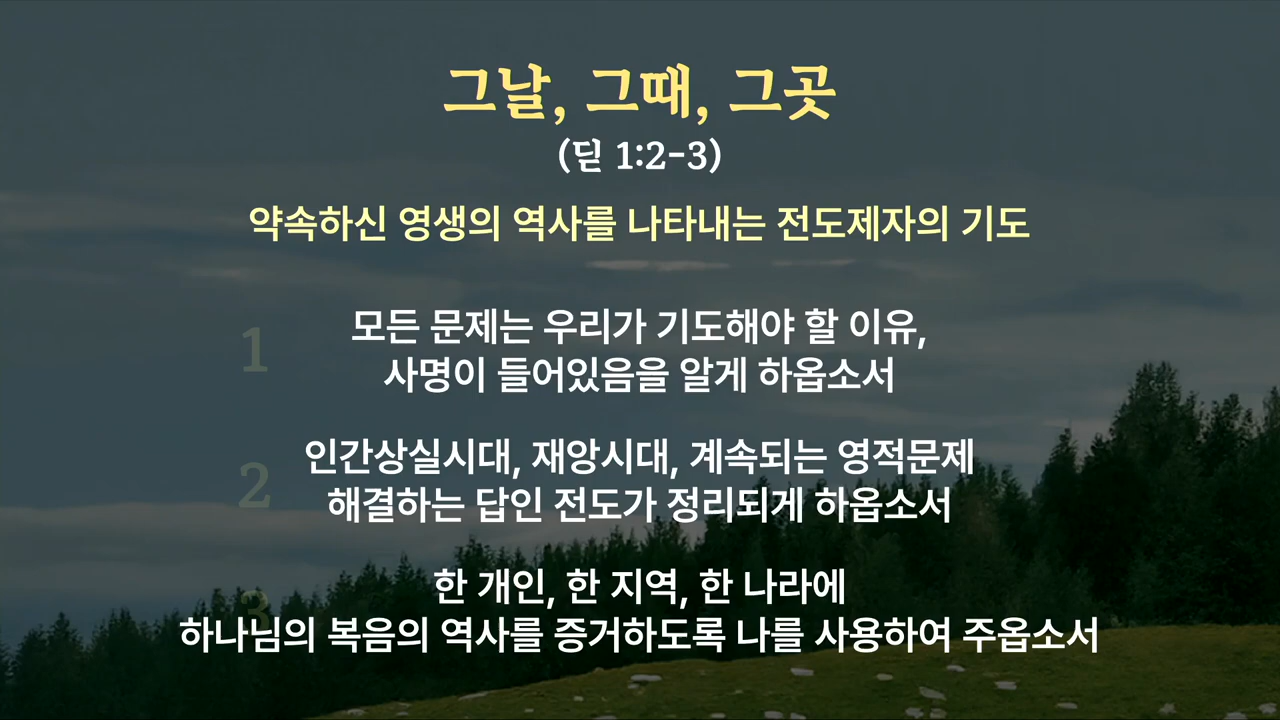 그날, 그때, 그곳
(딛 1:2-3)
약속하신 영생의 역사를 나타내는 전도제자의 기도
1
모든 문제는 우리가 기도해야 할 이유,
사명이 들어있음을 알게 하옵소서
2
인간상실시대, 재앙시대, 계속되는 영적문제
해결하는 답인 전도가 정리되게 하옵소서
3
한 개인, 한 지역, 한 나라에
하나님의 복음의 역사를 증거하도록 나를 사용하여 주옵소서